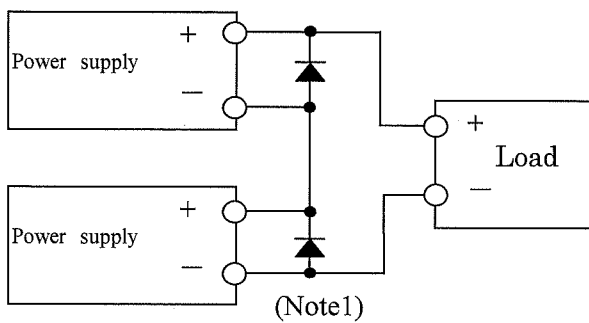 +
Power supply
—
+
Load
—
+
Power supply
—
(Note1)